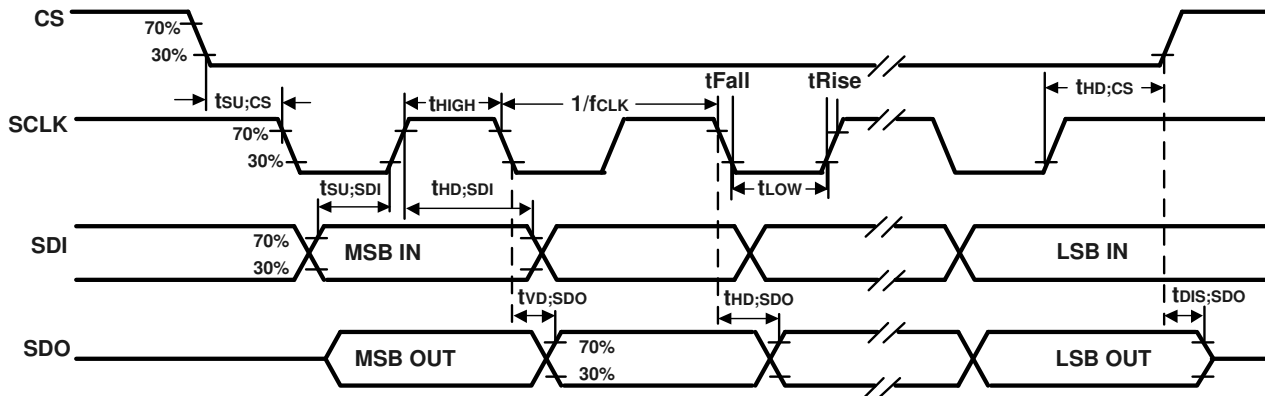 CS
70%
30%
tFall
tRise
tSU;CS
tHIGH
1/fCLK
tHD;CS
SCLK
70%
30%
tSU;SDI
tHD;SDI
tLOW
SDI
70%
30%
MSB IN
LSB IN
tVD;SDO
tHD;SDO
tDIS;SDO
SDO
MSB OUT
70%
30%
LSB OUT